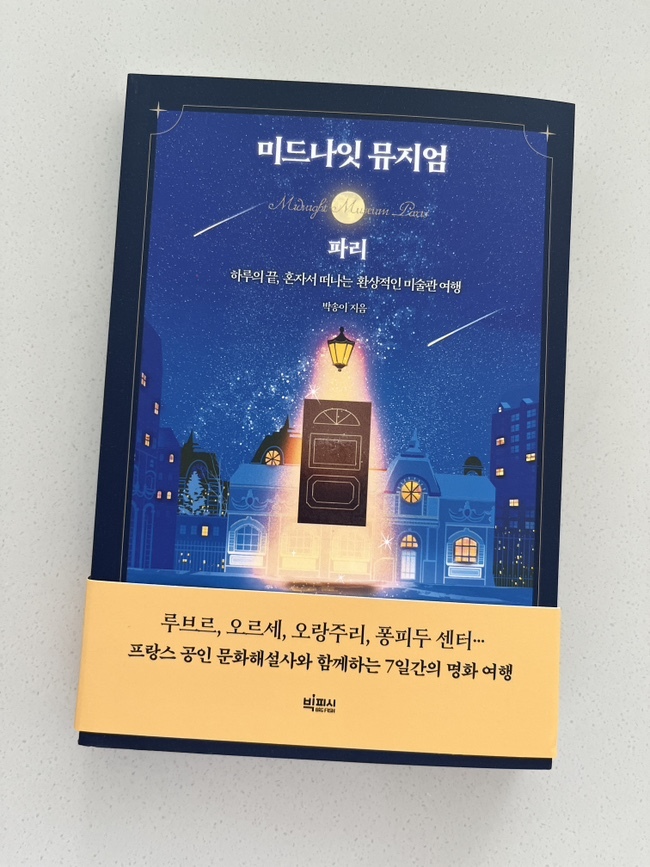 미드나잇 뮤지엄
Midnight Museum Paris
파리
하루의 끝, 혼자서 떠나는 환상적인 미술관 여행
박송이 지음
루브르, 오르세, 오랑주리, 퐁피두 센터…
프랑스 공인 문화해설사와 함께하는 7일간의 명화 여행
빅피시
BIG FISH